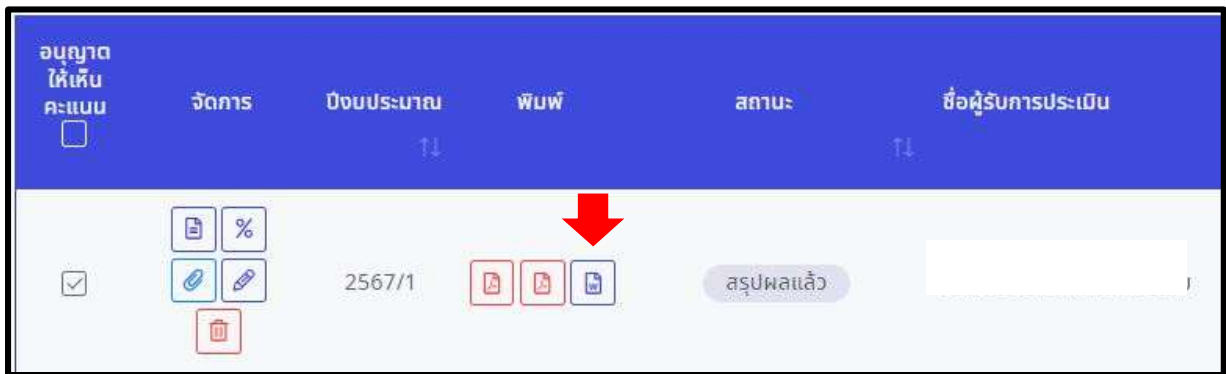 อนุญาต
ให้เห็น
คะแนน
จัดการ
ปีงบประมาณ
พิมพ์
สถานะ
ชื่อผู้รับการประเมิน
2567/1
สรุปผลแล้ว